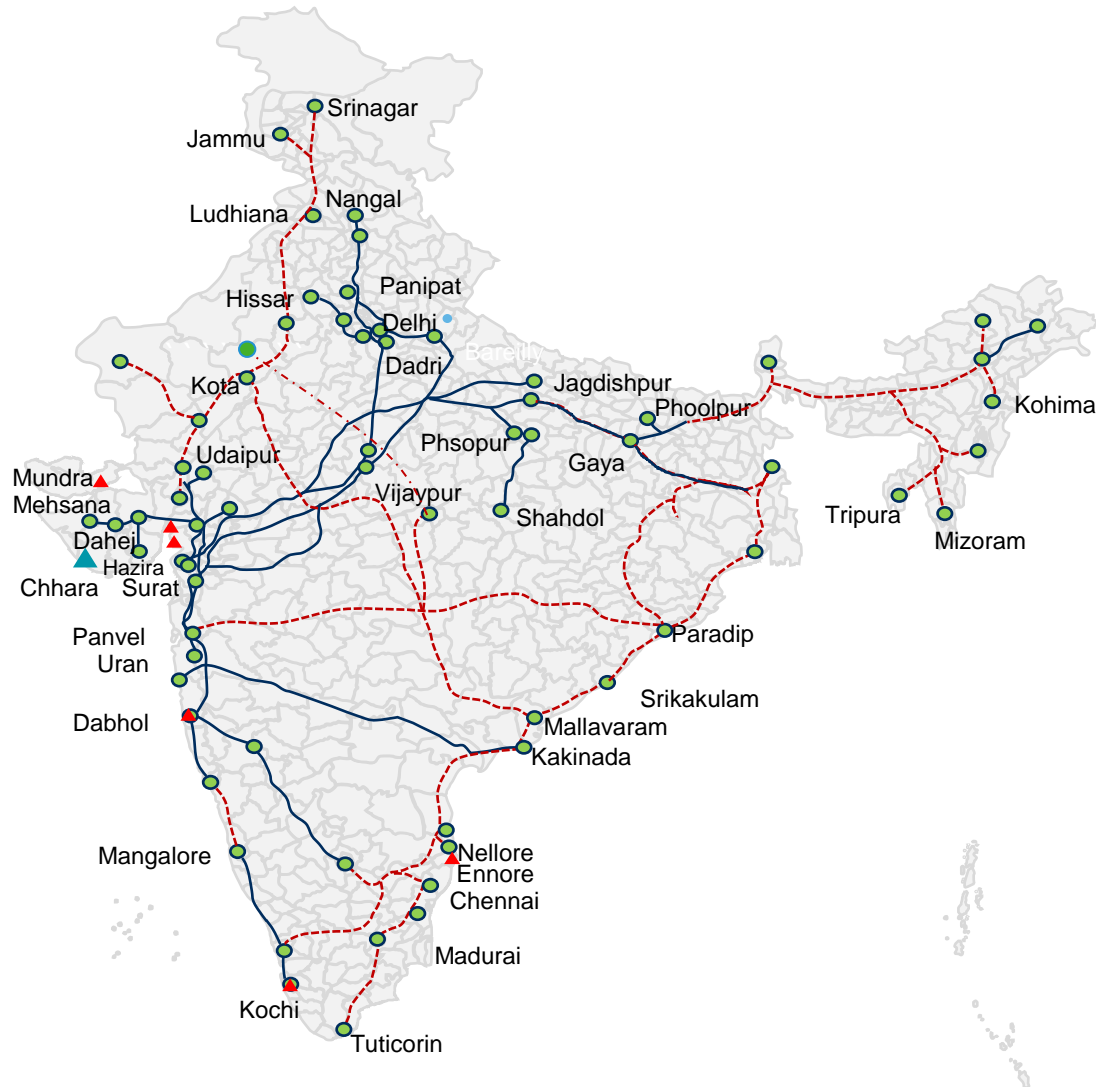 Srinagar
Jammu
Nangal
Ludhiana
Panipat
Hissar
Delhi
Bareilly
Dadri
Kota
Jagdishpur
Phoolpur
Kohima
Phsopur
Udaipur
Gaya
Mundra
Vijaypur
Mehsana
Shahdol
Tripura
Dahej
Mizoram
Hazira
Chhara
Surat
Panvel
Paradip
Uran
Srikakulam
Dabhol
Mallavaram
Kakinada
Mangalore
Nellore
Ennore
Chennai
Madurai
Kochi
Tuticorin